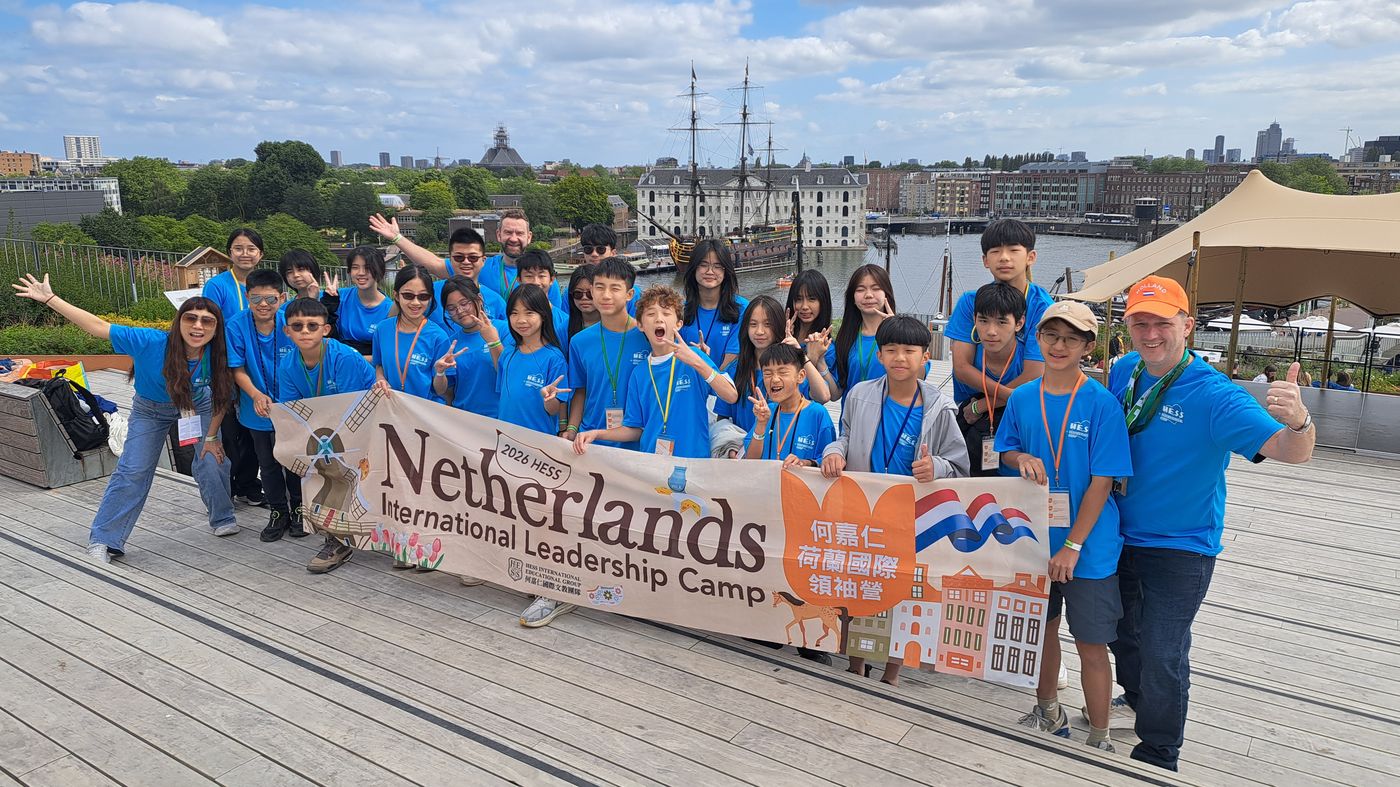 HOLLAND
2026 HESS
Netherlands
International Leadership Camp
HESS INTERNATIONAL
EDUCATIONAL GROUP
何嘉仁國際文教團隊
何嘉仁
荷蘭國際
領袖營
HESS